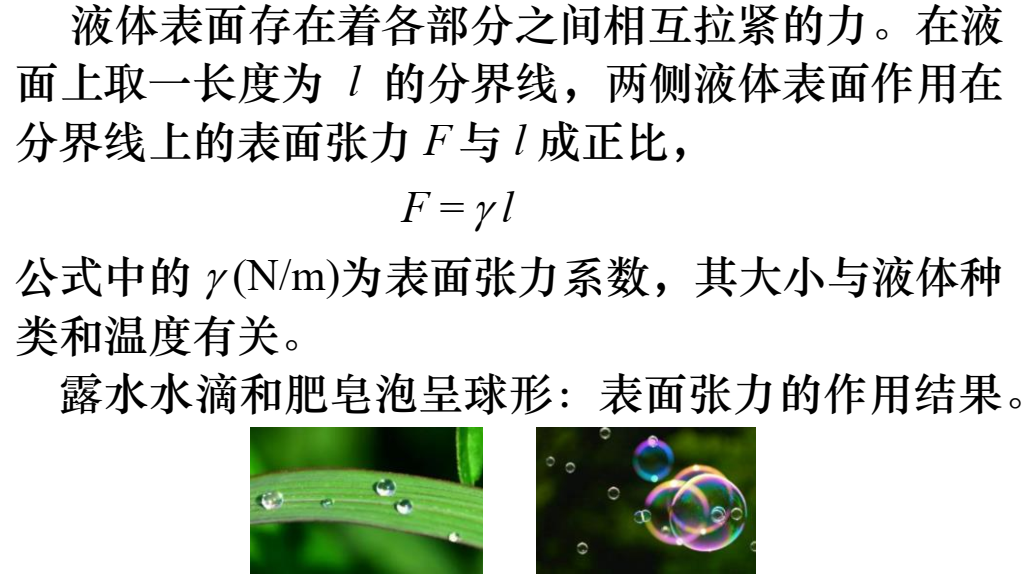 液体表面存在着各部分之间相互拉紧的力。在液
面上取一长度为 l 的分界线，两侧液体表面作用在
分界线上的表面张力 F 与 l 成正比，
F = γ l
公式中的 γ (N/m)为表面张力系数，其大小与液体种
类和温度有关。
露水水滴和肥皂泡呈球形：表面张力的作用结果。